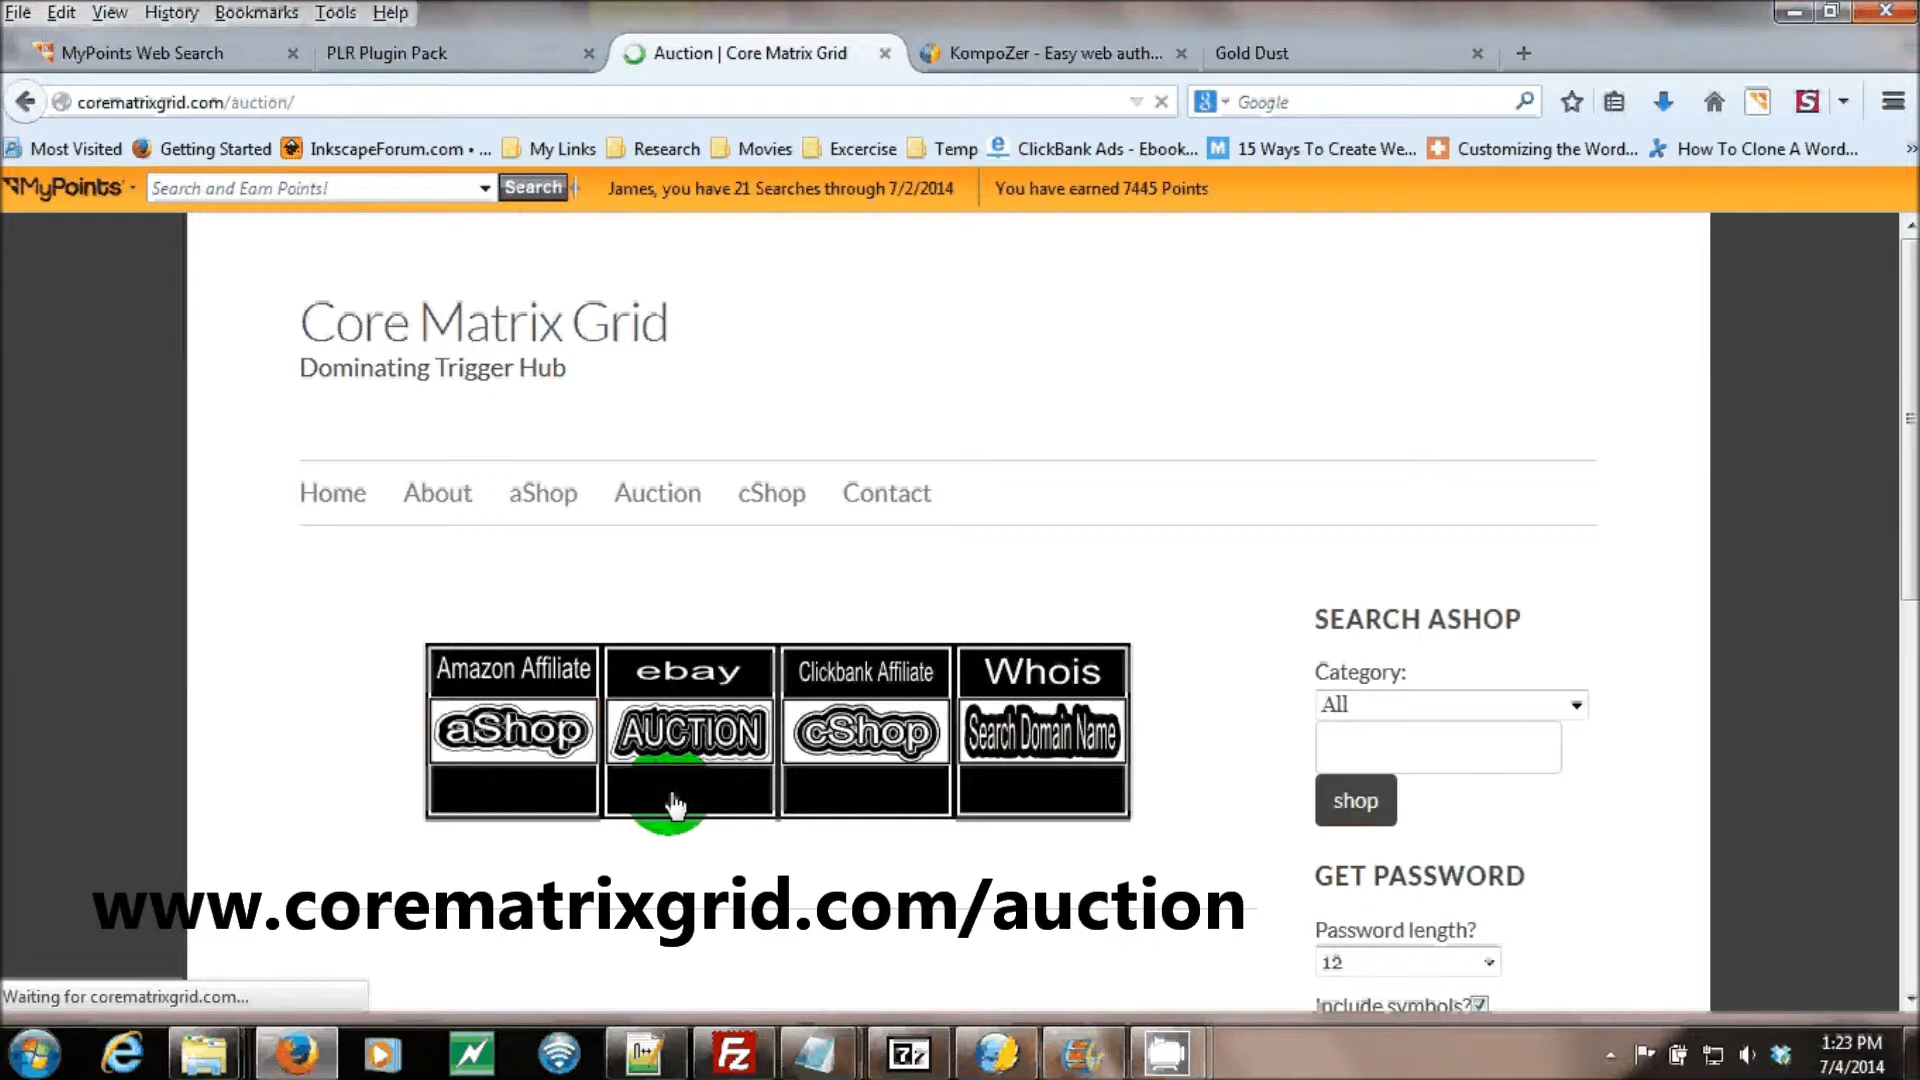 File Edit View History Bookmarks Tools Help
MyPoints Web Search
PLR Plugin Pack
Auction | Core Matrix Grid
KompoZer - Easy web auth...
Gold Dust
corematrixgrid.com/auction/
Google
Most Visited Getting Started InkscapeForum.com • ... My Links Research Movies Excercise Temp ClickBank Ads - Ebook... 15 Ways To Create We... Customizing the Word... How To Clone A Word...
MyPoints Search and Earn Points! Search James, you have 21 Searches through 7/2/2014 You have earned 7445 Points
Core Matrix Grid
Dominating Trigger Hub
Home About aShop Auction cShop Contact
Amazon Affiliate ebay Clickbank Affiliate Whois
aShop AUCTION cShop Search Domain Name
SEARCH ASHOP
Category:
All
shop
GET PASSWORD
Password length?
12
Include symbols?
www.corematrixgrid.com/auction
Waiting for corematrixgrid.com...
1:23 PM
7/4/2014